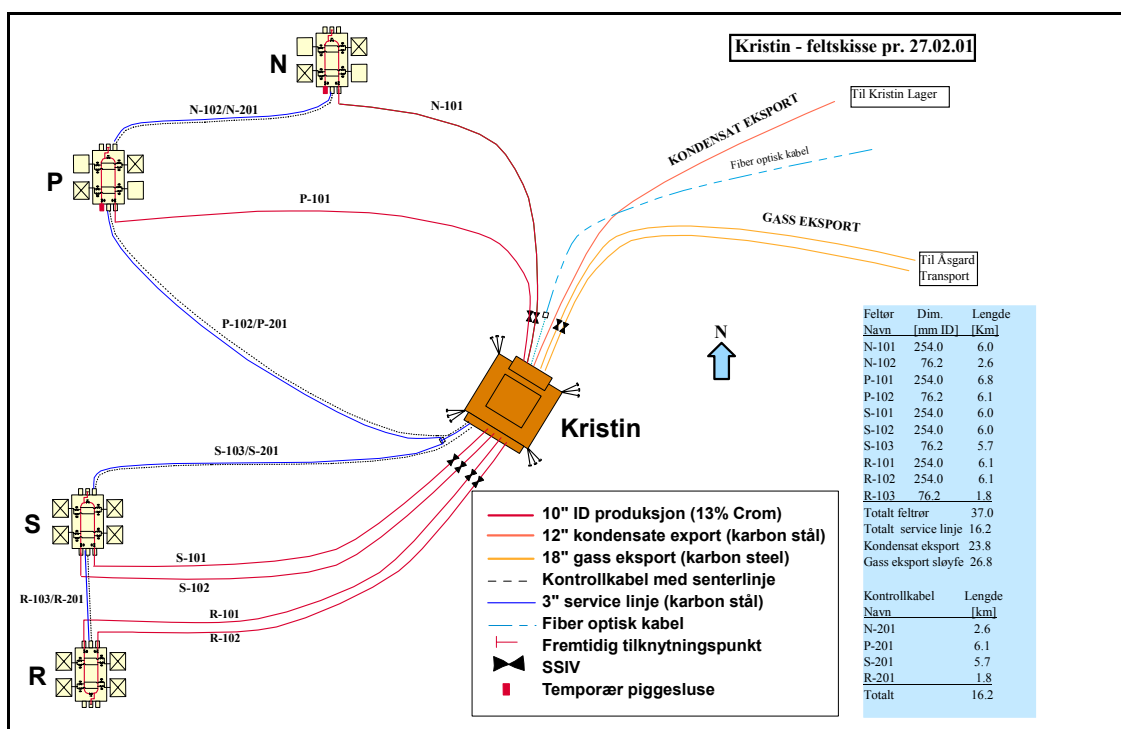 Kristin - feltskisse pr. 27.02.01
N
N-102/N-201
N-101
KONDENSAT EKSPORT
Til Kristin Lager
Fiber optisk kabel
P
P-101
GASS EKSPORT
Til Åsgard
Transport
P-102/P-201
N
Kristin
S-103/S-201
S
S-101
S-102
R-103/R-201
R-101
R-102
R
10" ID produksjon (13% Crom)
12" kondensate export (karbon stål)
18" gass eksport (karbon steel)
Kontrollkabel med senterlinje
3" service linje (karbon stål)
Fiber optisk kabel
Fremtidig tilknytningspunkt
SSIV
Temporær piggesluse
Feltør Dim. Lengde
Navn [mm ID] [Km]
N-101 254.0 6.0
N-102 76.2 2.6
P-101 254.0 6.8
P-102 76.2 6.1
S-101 254.0 6.0
S-102 254.0 6.0
S-103 76.2 5.7
R-101 254.0 6.1
R-102 254.0 6.1
R-103 76.2 1.8
Totalt feltrør 37.0
Totalt service linje 16.2
Kondensat eksport 23.8
Gass eksport sløyfe 26.8
Kontrollkabel Lengde
Navn [km]
N-201 2.6
P-201 6.1
S-201 5.7
R-201 1.8
Totalt 16.2